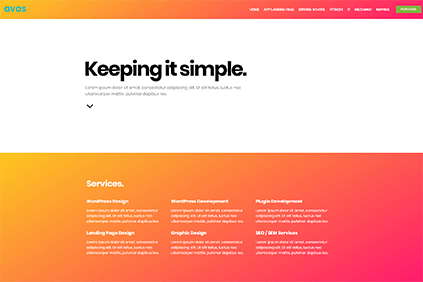 avas
HOME APP LANDING PAGE DRIVING SCHOOL FITNESS IT MECHANIC MOVING PURCHASE
Keeping it simple.
Lorem ipsum dolor sit amet, consectetur adipiscing elit. Ut elit tellus, luctus nec
ullamcorper mattis, pulvinar dapibus leo.
Services.
WordPress Design WordPress Development Plugin Development
Lorem ipsum dolor sit amet, consectetur Lorem ipsum dolor sit amet, consectetur Lorem ipsum dolor sit amet, consectetur
adipiscing elit. Ut elit tellus, luctus nec adipiscing elit. Ut elit tellus, luctus nec adipiscing elit. Ut elit tellus, luctus nec
ullamcorper mattis, pulvinar dapibus leo. ullamcorper mattis, pulvinar dapibus leo. ullamcorper mattis, pulvinar dapibus leo.
Landing Page Design Graphic Design SEO / SEM Services
Lorem ipsum dolor sit amet, consectetur Lorem ipsum dolor sit amet, consectetur Lorem ipsum dolor sit amet, consectetur
adipiscing elit. Ut elit tellus, luctus nec adipiscing elit. Ut elit tellus, luctus nec adipiscing elit. Ut elit tellus, luctus nec
ullamcorper mattis, pulvinar dapibus leo. ullamcorper mattis, pulvinar dapibus leo. ullamcorper mattis, pulvinar dapibus leo.